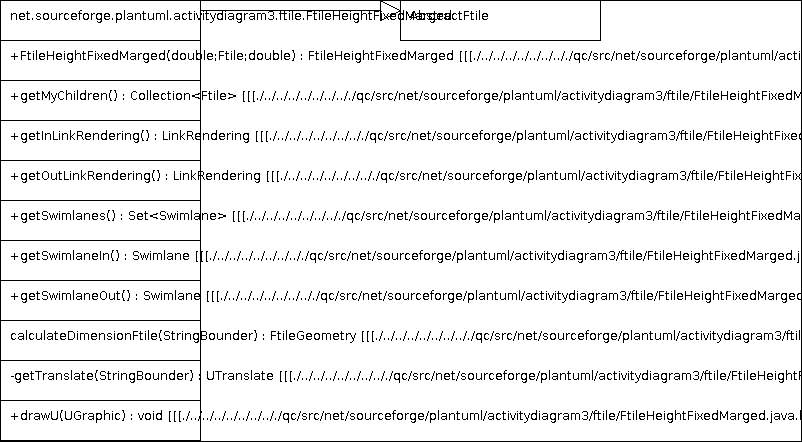 net.sourceforge.plantuml.activitydiagram3.ftile.FtileHeightFixedMarged
AbstractFtile
+FtileHeightFixedMarged(double;Ftile;double) : FtileHeightFixedMarged [[[./../../../../../../../../qc/src/net/sourceforge/plantuml/acti
+getMyChildren() : Collection<Ftile> [[[./../../../../../../../../qc/src/net/sourceforge/plantuml/activitydiagram3/ftile/FtileHeightFixedM
+getInLinkRendering() : LinkRendering [[[./../../../../../../../../qc/src/net/sourceforge/plantuml/activitydiagram3/ftile/FtileHeightFixed
+getOutLinkRendering() : LinkRendering [[[./../../../../../../../../qc/src/net/sourceforge/plantuml/activitydiagram3/ftile/FtileHeightFix
+getSwimlanes() : Set<Swimlane> [[[./../../../../../../../../qc/src/net/sourceforge/plantuml/activitydiagram3/ftile/FtileHeightFixedMa
+getSwimlaneIn() : Swimlane [[[./../../../../../../../../qc/src/net/sourceforge/plantuml/activitydiagram3/ftile/FtileHeightFixedMarged.j
+getSwimlaneOut() : Swimlane [[[./../../../../../../../../qc/src/net/sourceforge/plantuml/activitydiagram3/ftile/FtileHeightFixedMarged
calculateDimensionFtile(StringBounder) : FtileGeometry [[[./../../../../../../../../qc/src/net/sourceforge/plantuml/activitydiagram3/ftil
-getTranslate(StringBounder) : UTranslate [[[./../../../../../../../../qc/src/net/sourceforge/plantuml/activitydiagram3/ftile/FtileHeightF
+drawU(UGraphic) : void [[[./../../../../../../../../qc/src/net/sourceforge/plantuml/activitydiagram3/ftile/FtileHeightFixedMarged.java.